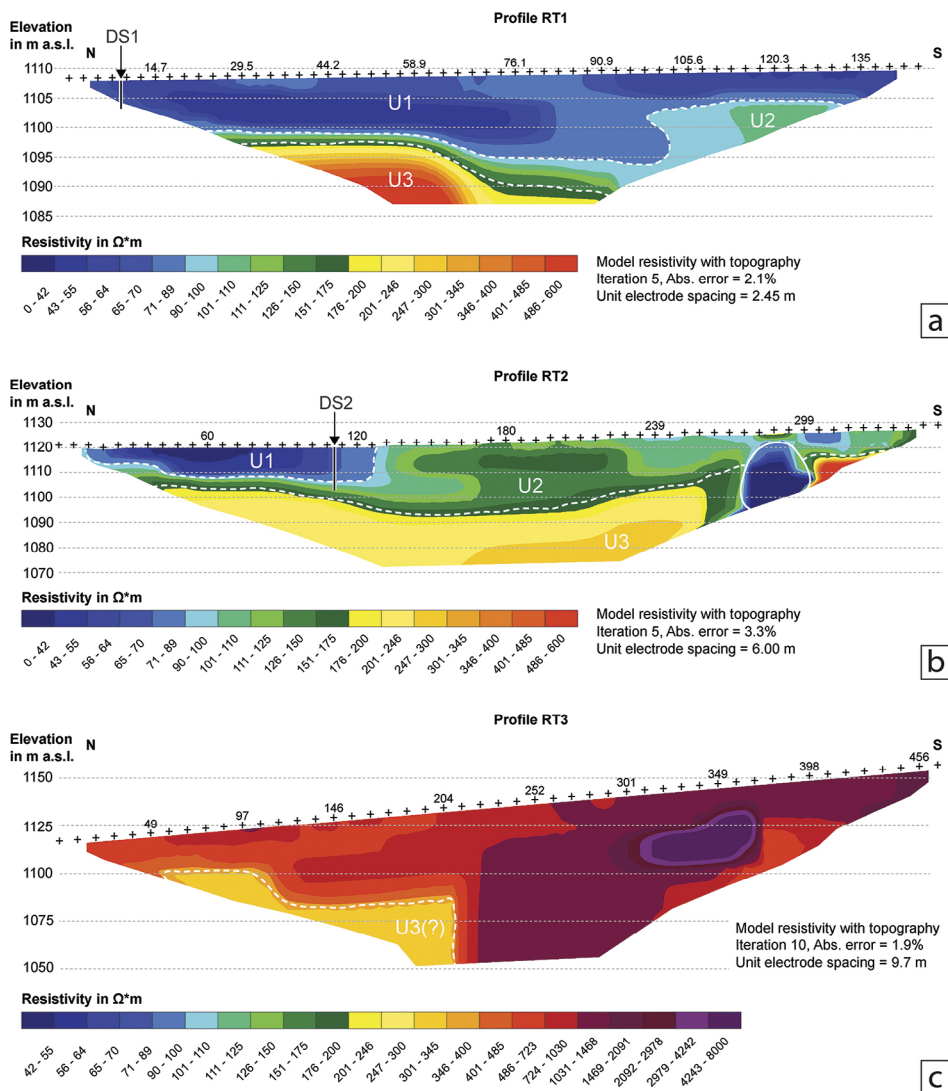 Profile RT1
Elevation
in m a.s.l.
N
DS1
S
14.7 29.5 44.2 58.9 76.1 90.9 105.6 120.3 135
1110
1105
1100
1095
1090
1085
U1
U2
U3
Resistivity in Ω*m
0 - 42 43 - 55 56 - 64 65 - 70 71 - 89 90 - 100 101 - 110 111 - 125 126 - 150 151 - 175 176 - 200 201 - 246 247 - 300 301 - 345 346 - 400 401 - 485 486 - 600
Model resistivity with topography
Iteration 5, Abs. error = 2.1%
Unit electrode spacing = 2.45 m
a
Profile RT2
Elevation
in m a.s.l.
N
DS2
S
60 120 180 239 299
1130
1120
1110
1100
1090
1080
1070
U1
U2
U3
Resistivity in Ω*m
0 - 42 43 - 55 56 - 64 65 - 70 71 - 89 90 - 100 101 - 110 111 - 125 126 - 150 151 - 175 176 - 200 201 - 246 247 - 300 301 - 345 346 - 400 401 - 485 486 - 600
Model resistivity with topography
Iteration 5, Abs. error = 3.3%
Unit electrode spacing = 6.00 m
b
Profile RT3
Elevation
in m a.s.l.
N
S
49 97 146 204 252 301 349 398 456
1150
1125
1100
1075
1050
U3(?)
Model resistivity with topography
Iteration 10, Abs. error = 1.9%
Unit electrode spacing = 9.7 m
Resistivity in Ω*m
42 - 55 56 - 64 65 - 70 71 - 89 90 - 100 101 - 110 111 - 125 126 - 150 151 - 175 176 - 200 201 - 246 246 - 300 301 - 345 346 - 400 401 - 485 486 - 723 724 - 1030 1031 - 1468 1469 - 2091 2092 - 2978 2979 - 4242 4243 - 8000
c